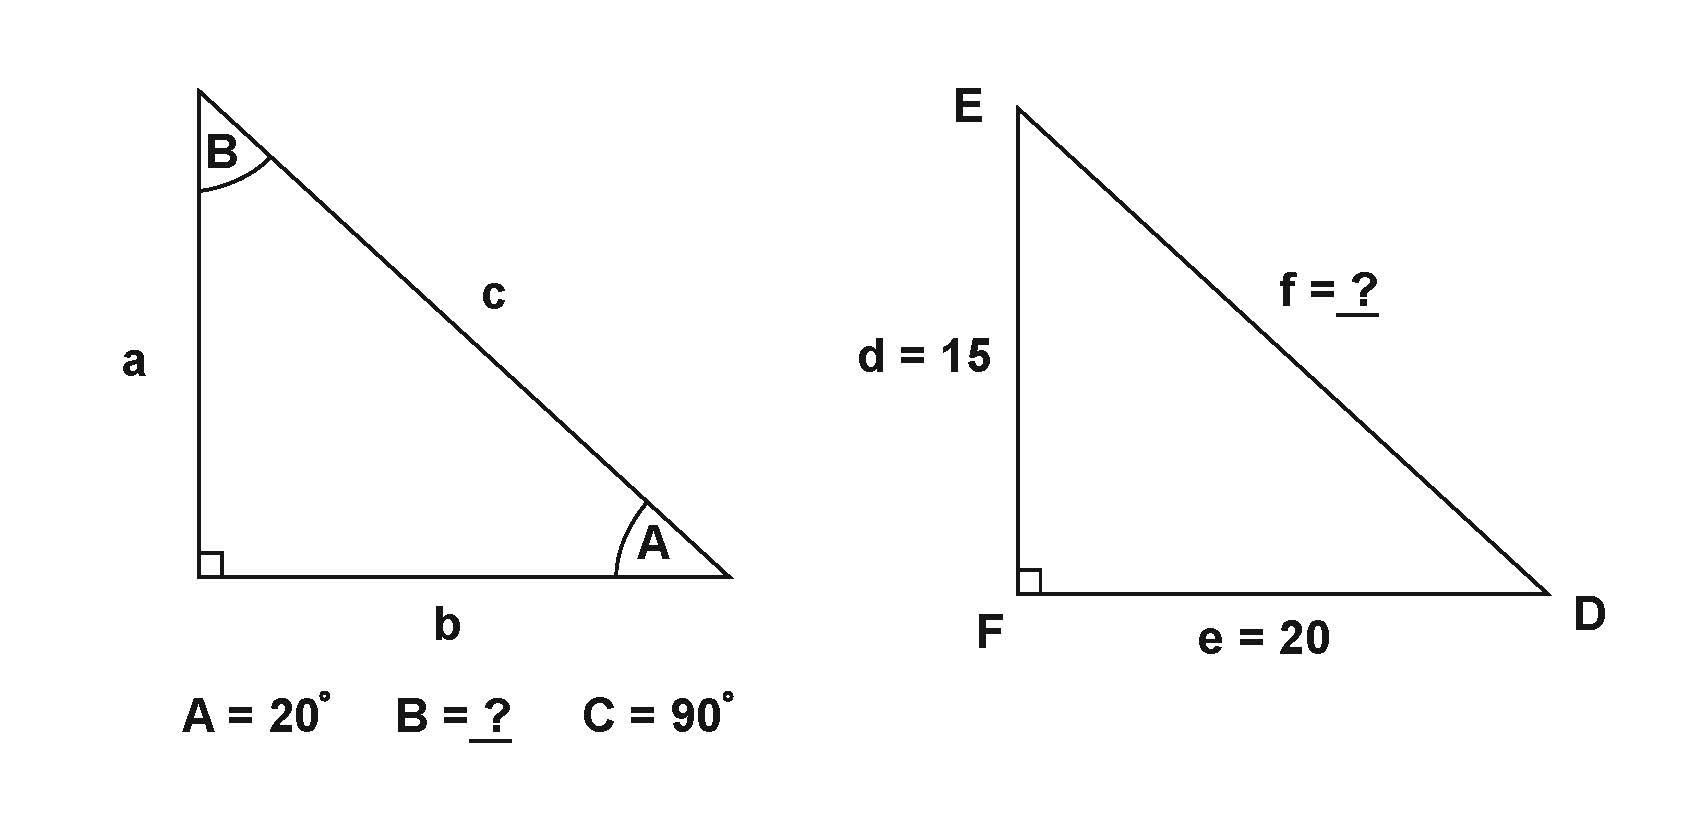 B
c
a
A
b
A = 20° B = ? C = 90°
E
f = ?
d = 15
F
e = 20
D